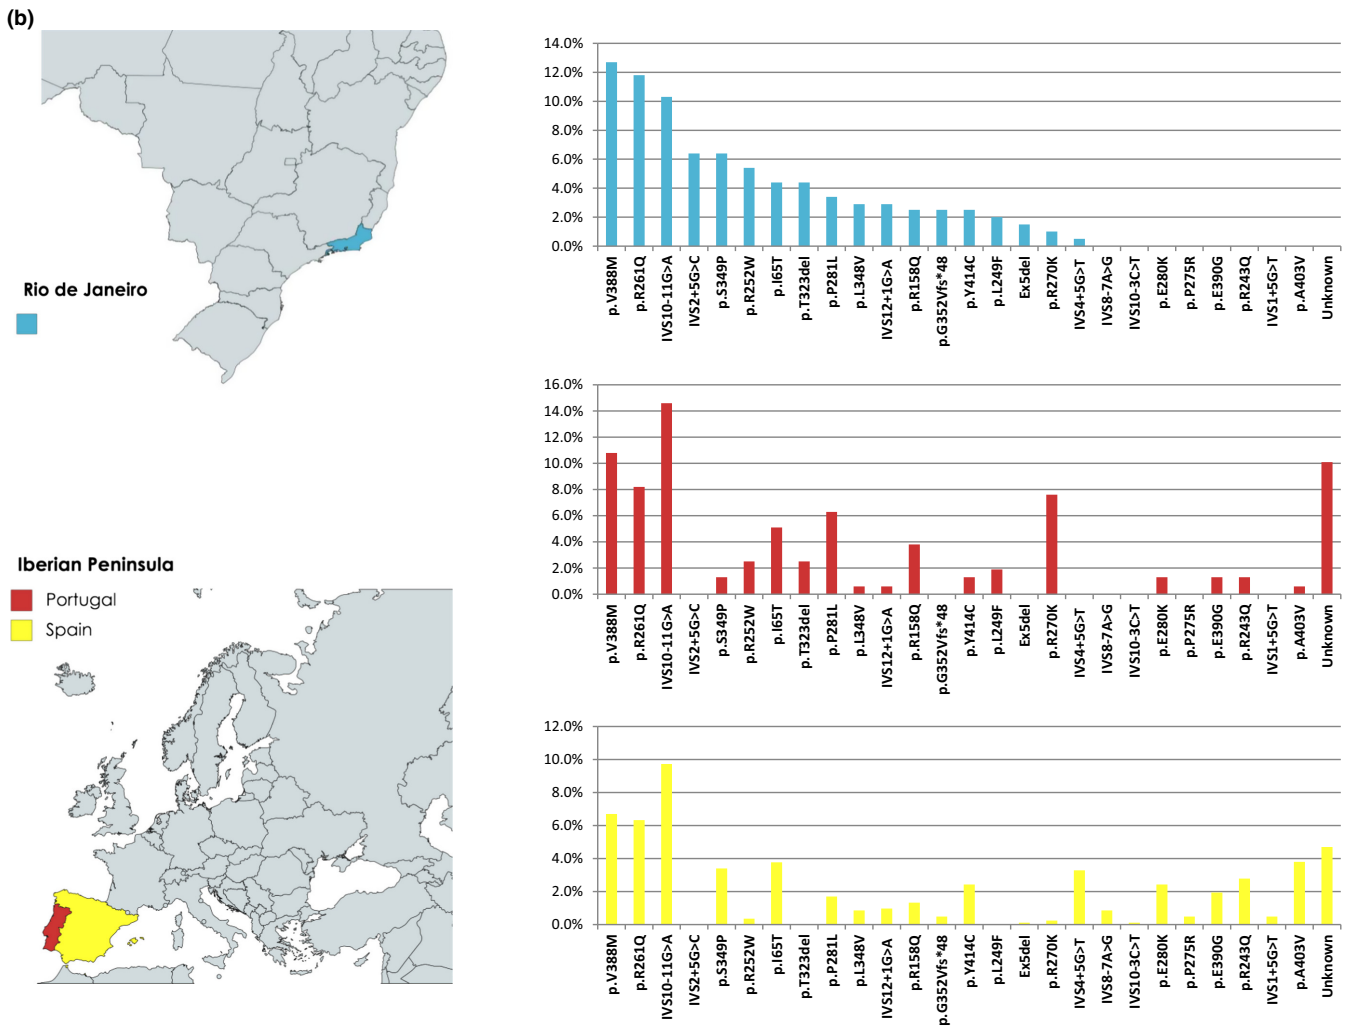 (b)
Rio de Janeiro
14.0%
12.0%
10.0%
8.0%
6.0%
4.0%
2.0%
0.0%
p.V388M
p.R261Q
IVS10-11G>A
IVS2+5G>C
p.S349P
p.R252W
p.I65T
p.T323del
p.P281L
p.L348V
IVS12+1G>A
p.R158Q
p.G352Vfs*48
p.Y414C
p.L249F
Ex5del
p.R270K
IVS4+5G>T
IVS8-7A>G
IVS10-3C>T
p.E280K
p.P275R
p.E390G
p.R243Q
IVS1+5G>T
p.A403V
Unknown
Iberian Peninsula
Portugal
Spain
16.0%
14.0%
12.0%
10.0%
8.0%
6.0%
4.0%
2.0%
0.0%
p.V388M
p.R261Q
IVS10-11G>A
IVS2+5G>C
p.S349P
p.R252W
p.I65T
p.T323del
p.P281L
p.L348V
IVS12+1G>A
p.R158Q
p.G352Vfs*48
p.Y414C
p.L249F
Ex5del
p.R270K
IVS4+5G>T
IVS8-7A>G
IVS10-3C>T
p.E280K
p.P275R
p.E390G
p.R243Q
IVS1+5G>T
p.A403V
Unknown
12.0%
10.0%
8.0%
6.0%
4.0%
2.0%
0.0%
p.V388M
p.R261Q
IVS10-11G>A
IVS2+5G>C
p.S349P
p.R252W
p.I65T
p.T323del
p.P281L
p.L348V
IVS12+1G>A
p.R158Q
p.G352Vfs*48
p.Y414C
p.L249F
Ex5del
p.R270K
IVS4+5G>T
IVS8-7A>G
IVS10-3C>T
p.E280K
p.P275R
p.E390G
p.R243Q
IVS1+5G>T
p.A403V
Unknown